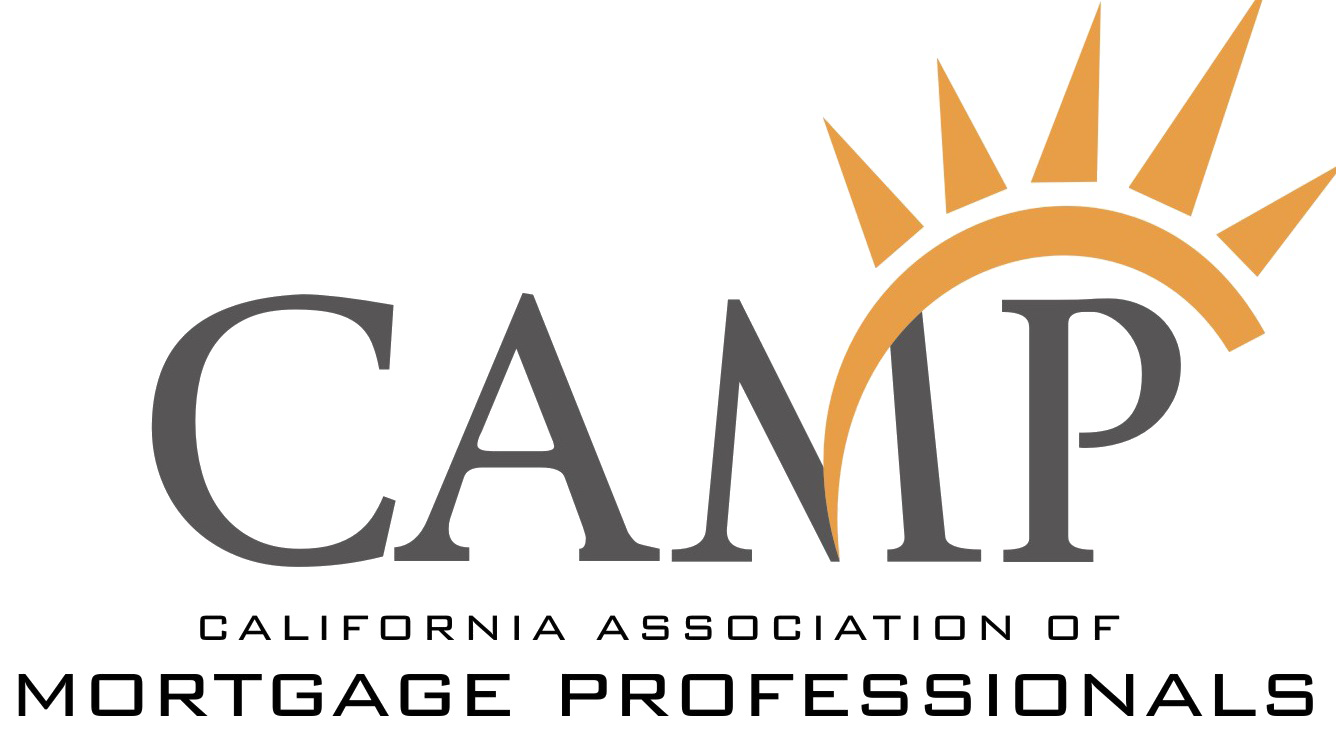 CAMP
CALIFORNIA ASSOCIATION OF
MORTGAGE PROFESSIONALS